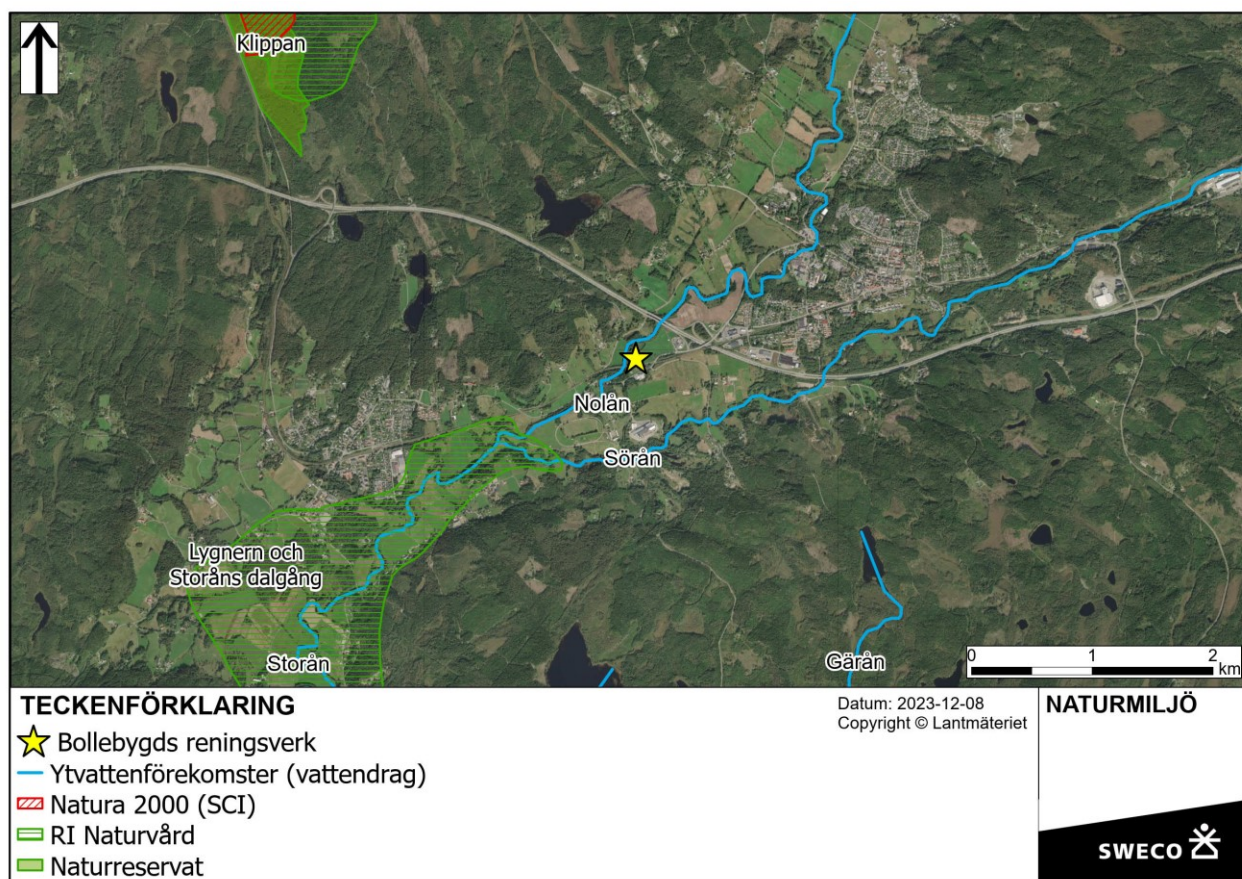 Klippan
Nolån
Sörån
Lygnern och
Storåns dalgång
Storån
Gärån
0 1 2
km
TECKENFÖRKLARING
Bollebygds reningsverk
Ytvattenförekomster (vattendrag)
Natura 2000 (SCI)
RI Naturvård
Naturreservat
Datum: 2023-12-08
Copyright © Lantmäteriet
NATURMILJÖ
SWECO